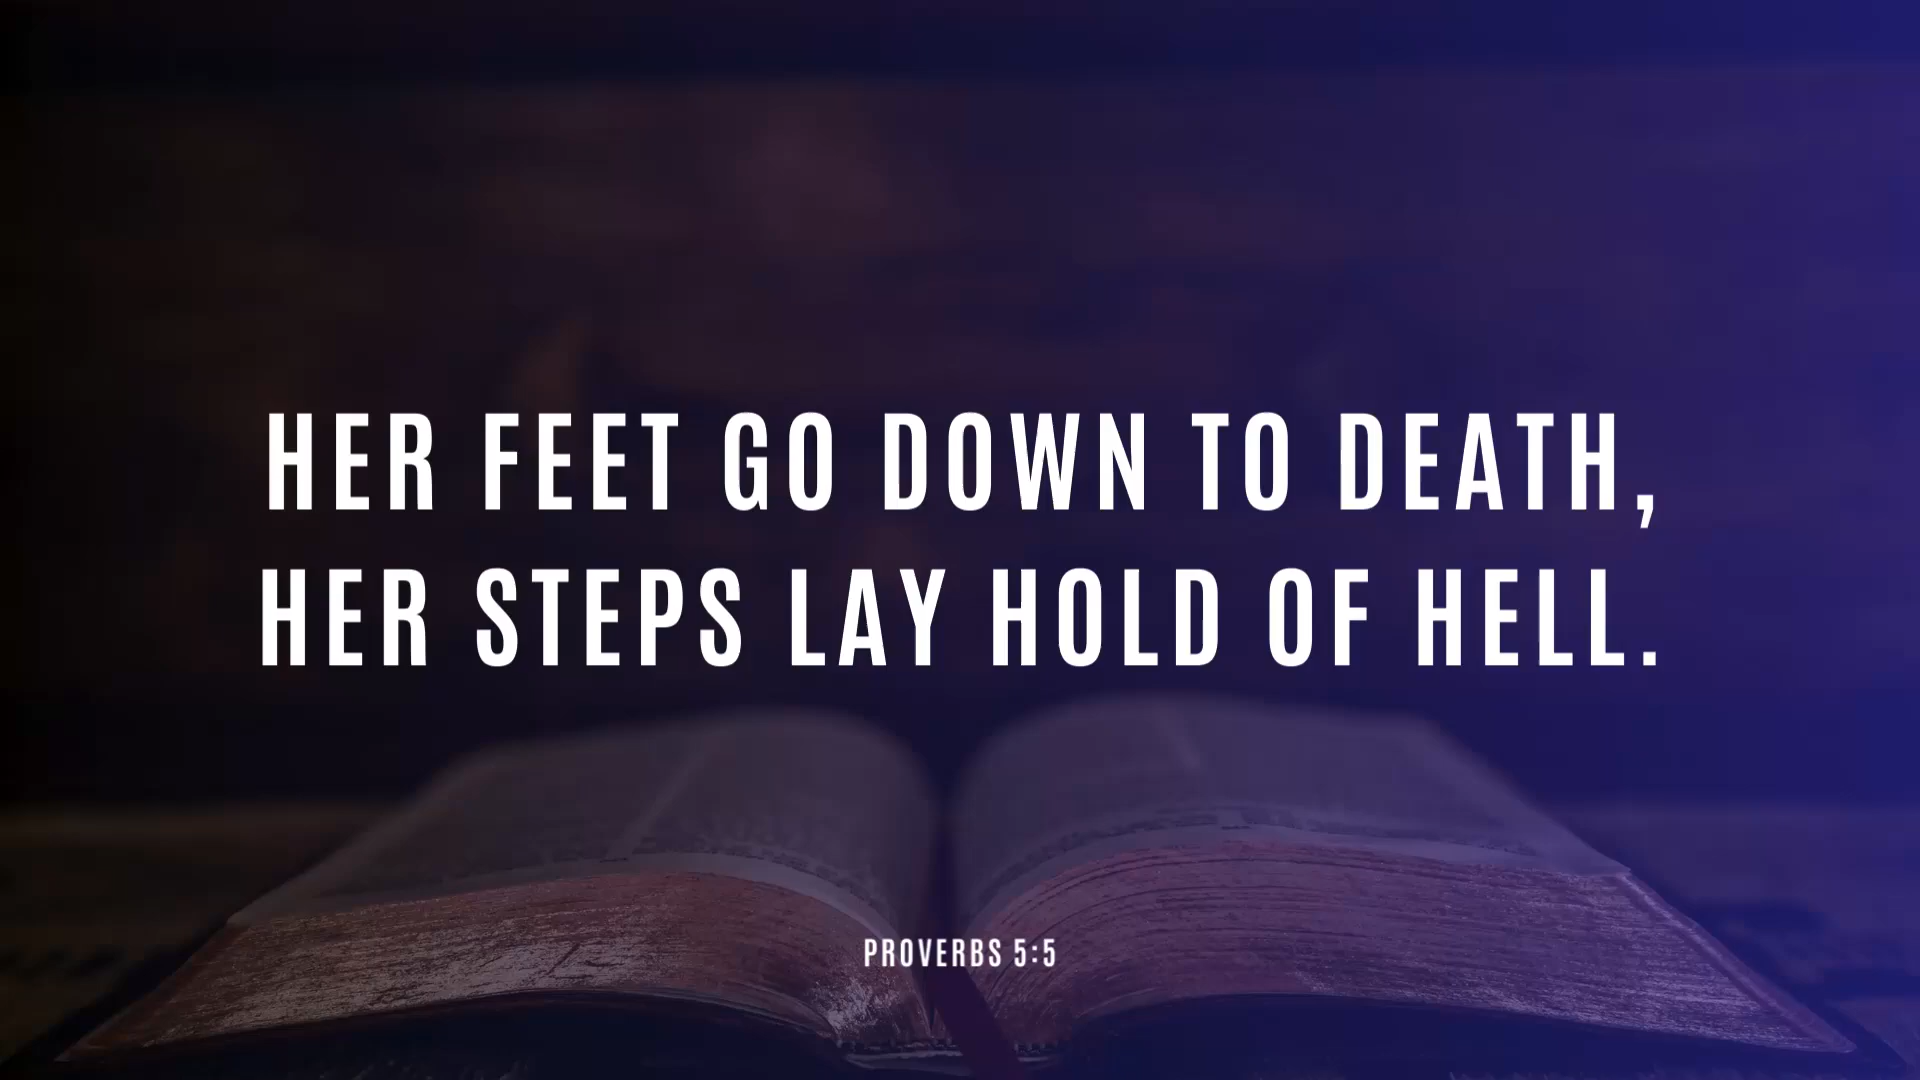 HER FEET GO DOWN TO DEATH,
HER STEPS LAY HOLD OF HELL.
PROVERBS 5:5